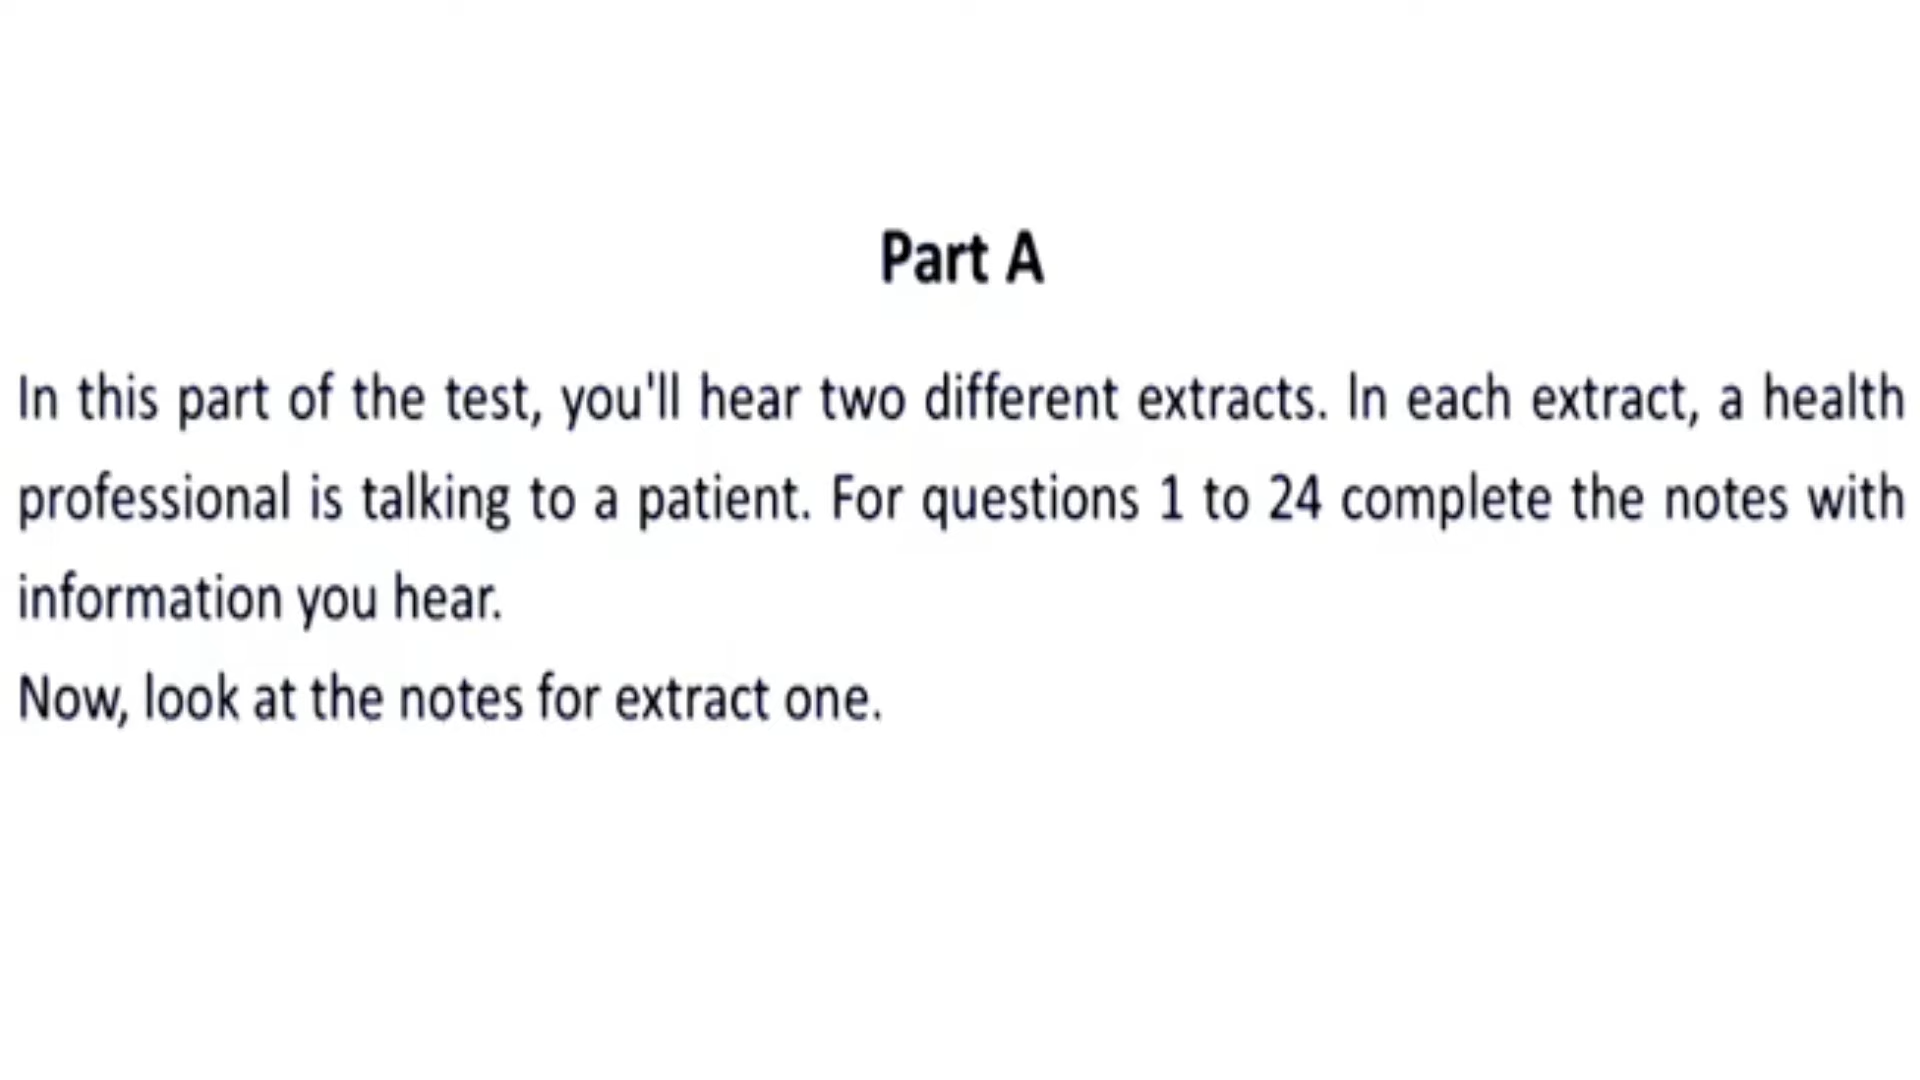 Part A
In this part of the test, you'll hear two different extracts. In each extract, a health
professional is talking to a patient. For questions 1 to 24 complete the notes with
information you hear.
Now, look at the notes for extract one.